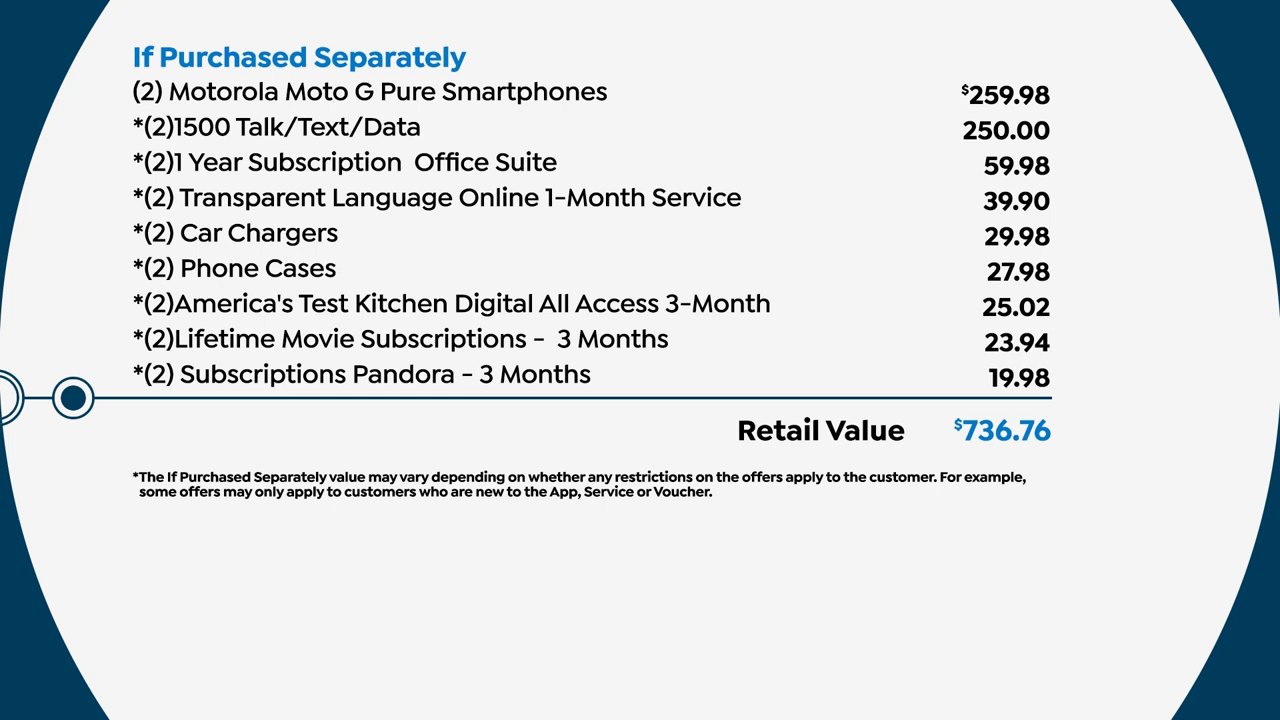 If Purchased Separately
(2) Motorola Moto G Pure Smartphones $259.98
*(2)1500 Talk/Text/Data 250.00
*(2)1 Year Subscription  Office Suite 59.98
*(2) Transparent Language Online 1-Month Service 39.90
*(2) Car Chargers 29.98
*(2) Phone Cases 27.98
*(2)America's Test Kitchen Digital All Access 3-Month 25.02
*(2)Lifetime Movie Subscriptions -  3 Months 23.94
*(2) Subscriptions Pandora - 3 Months 19.98
Retail Value $736.76
*The If Purchased Separately value may vary depending on whether any restrictions on the offers apply to the customer. For example,
some offers may only apply to customers who are new to the App, Service or Voucher.